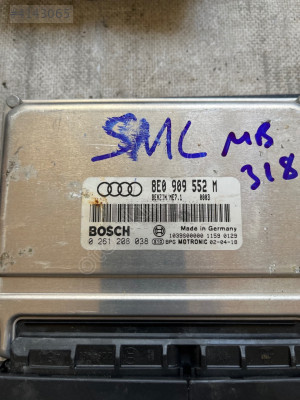 SMC MB
318
8E0 909 552 M
BENZIN ME7.1 0003
BOSCH Made in Germany
0 261 208 038
MOTRONIC 02-04-18